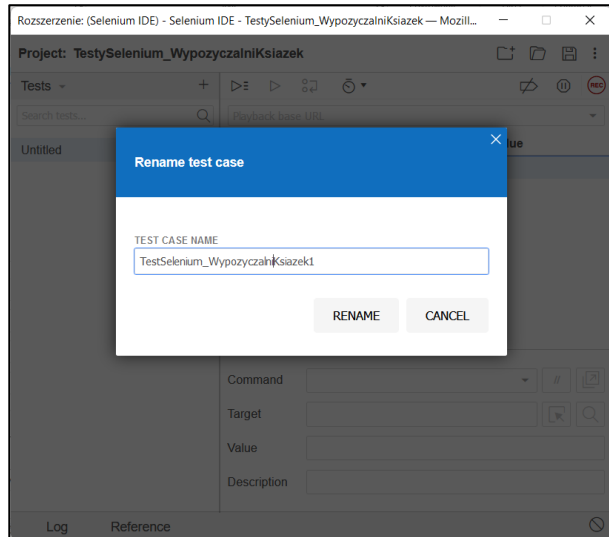 Rozszerzenie: (Selenium IDE) - Selenium IDE - TestySelenium_WypozyczalniKsiazek — Mozill...
Project: TestySelenium_WypozyczalniKsiazek
Tests
Search tests...
Playback base URL
REC
Untitled
lue
Rename test case
TEST CASE NAME
TestSelenium_WypozyczalniKsiazek1
RENAME CANCEL
Command
//
Target
Value
Description
Log Reference